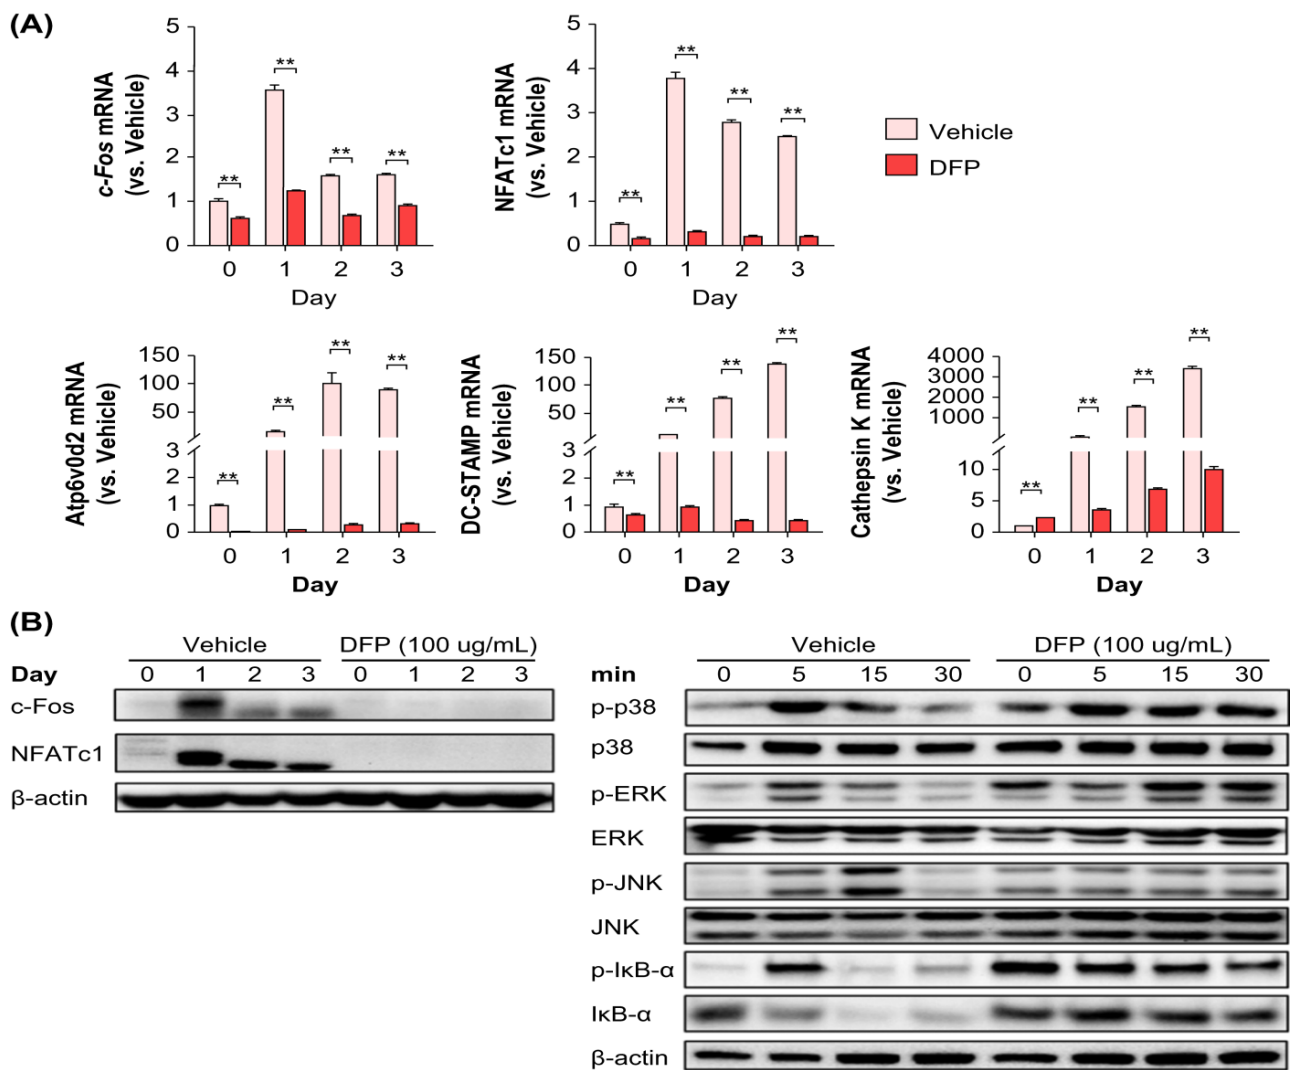 (A)
c-Fos mRNA
(vs. Vehicle)
5
4
3
2
1
0
**
**
**
**
0 1 2 3
Day
NFATc1 mRNA
(vs. Vehicle)
5
4
3
2
1
0
**
**
**
**
0 1 2 3
Day
Vehicle
DFP
Atp6v0d2 mRNA
(vs. Vehicle)
150
100
50
3
2
1
0
**
**
**
**
0 1 2 3
Day
DC-STAMP mRNA
(vs. Vehicle)
150
100
50
3
2
1
0
**
**
**
**
0 1 2 3
Day
Cathepsin K mRNA
(vs. Vehicle)
4000
3000
2000
1000
10
5
0
**
**
**
**
0 1 2 3
Day
(B)
Vehicle DFP (100 ug/mL)
Day 0 1 2 3 0 1 2 3
c-Fos
NFATc1
β-actin
Vehicle DFP (100 ug/mL)
min 0 5 15 30 0 5 15 30
p-p38
p38
p-ERK
ERK
p-JNK
JNK
p-IκB-α
IκB-α
β-actin